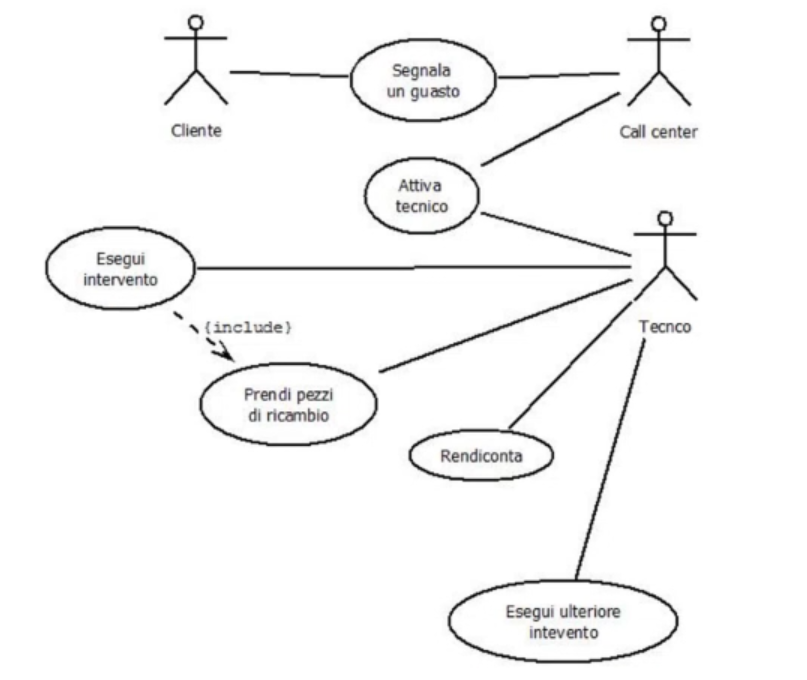 Segnala
un guasto
Cliente
Call center
Attiva
tecnico
Esegui
intervento
{include}
Tecnco
Prendi pezzi
di ricambio
Rendiconta
Esegui ulteriore
intevento